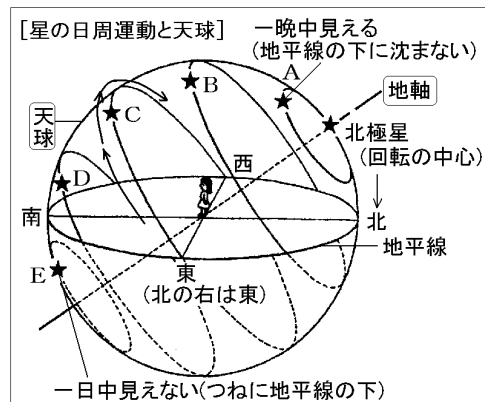 [星の日周運動と天球]
一晩中見える
(地平線の下に沈まない)
A
B
C
D
E
天球
地軸
北極星
(回転の中心)
西
南
北
東
(北の右は東)
地平線
一日中見えない(つねに地平線の下)